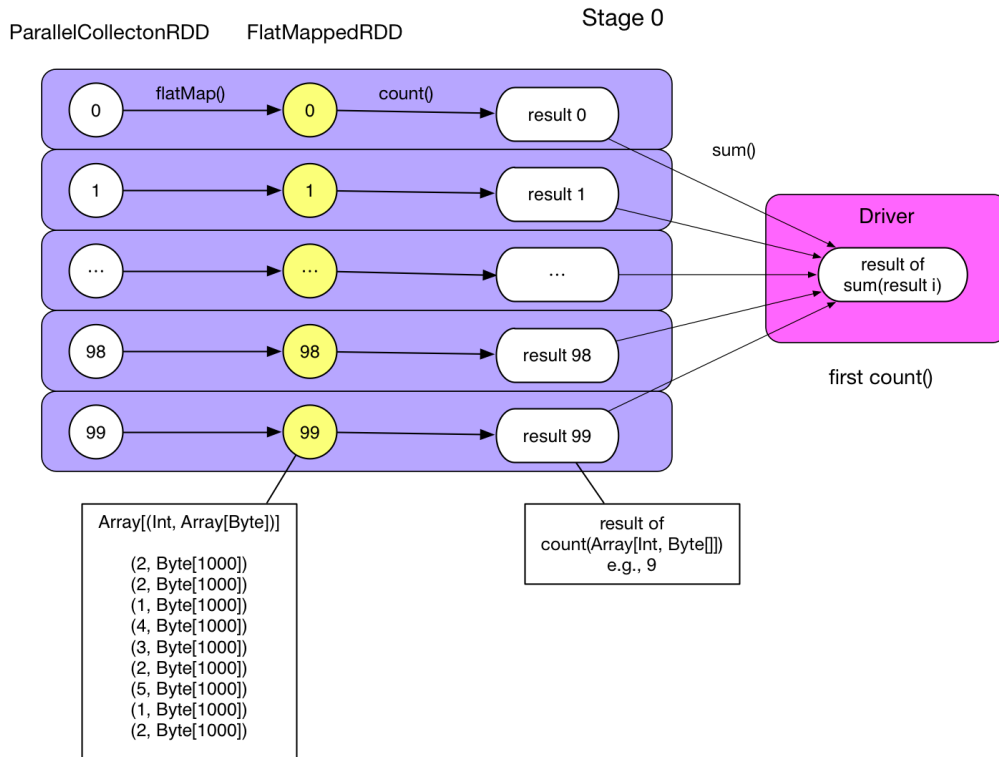 Stage 0
ParallelCollectonRDD
FlatMappedRDD
0
flatMap()
0
count()
result 0
sum()
1
1
result 1
Driver
...
...
...
result of
sum(result i)
98
98
result 98
first count()
99
99
result 99
Array[(Int, Array[Byte])]
(2, Byte[1000])
(2, Byte[1000])
(1, Byte[1000])
(4, Byte[1000])
(3, Byte[1000])
(2, Byte[1000])
(5, Byte[1000])
(1, Byte[1000])
(2, Byte[1000])
result of
count(Array[Int, Byte[]])
e.g., 9